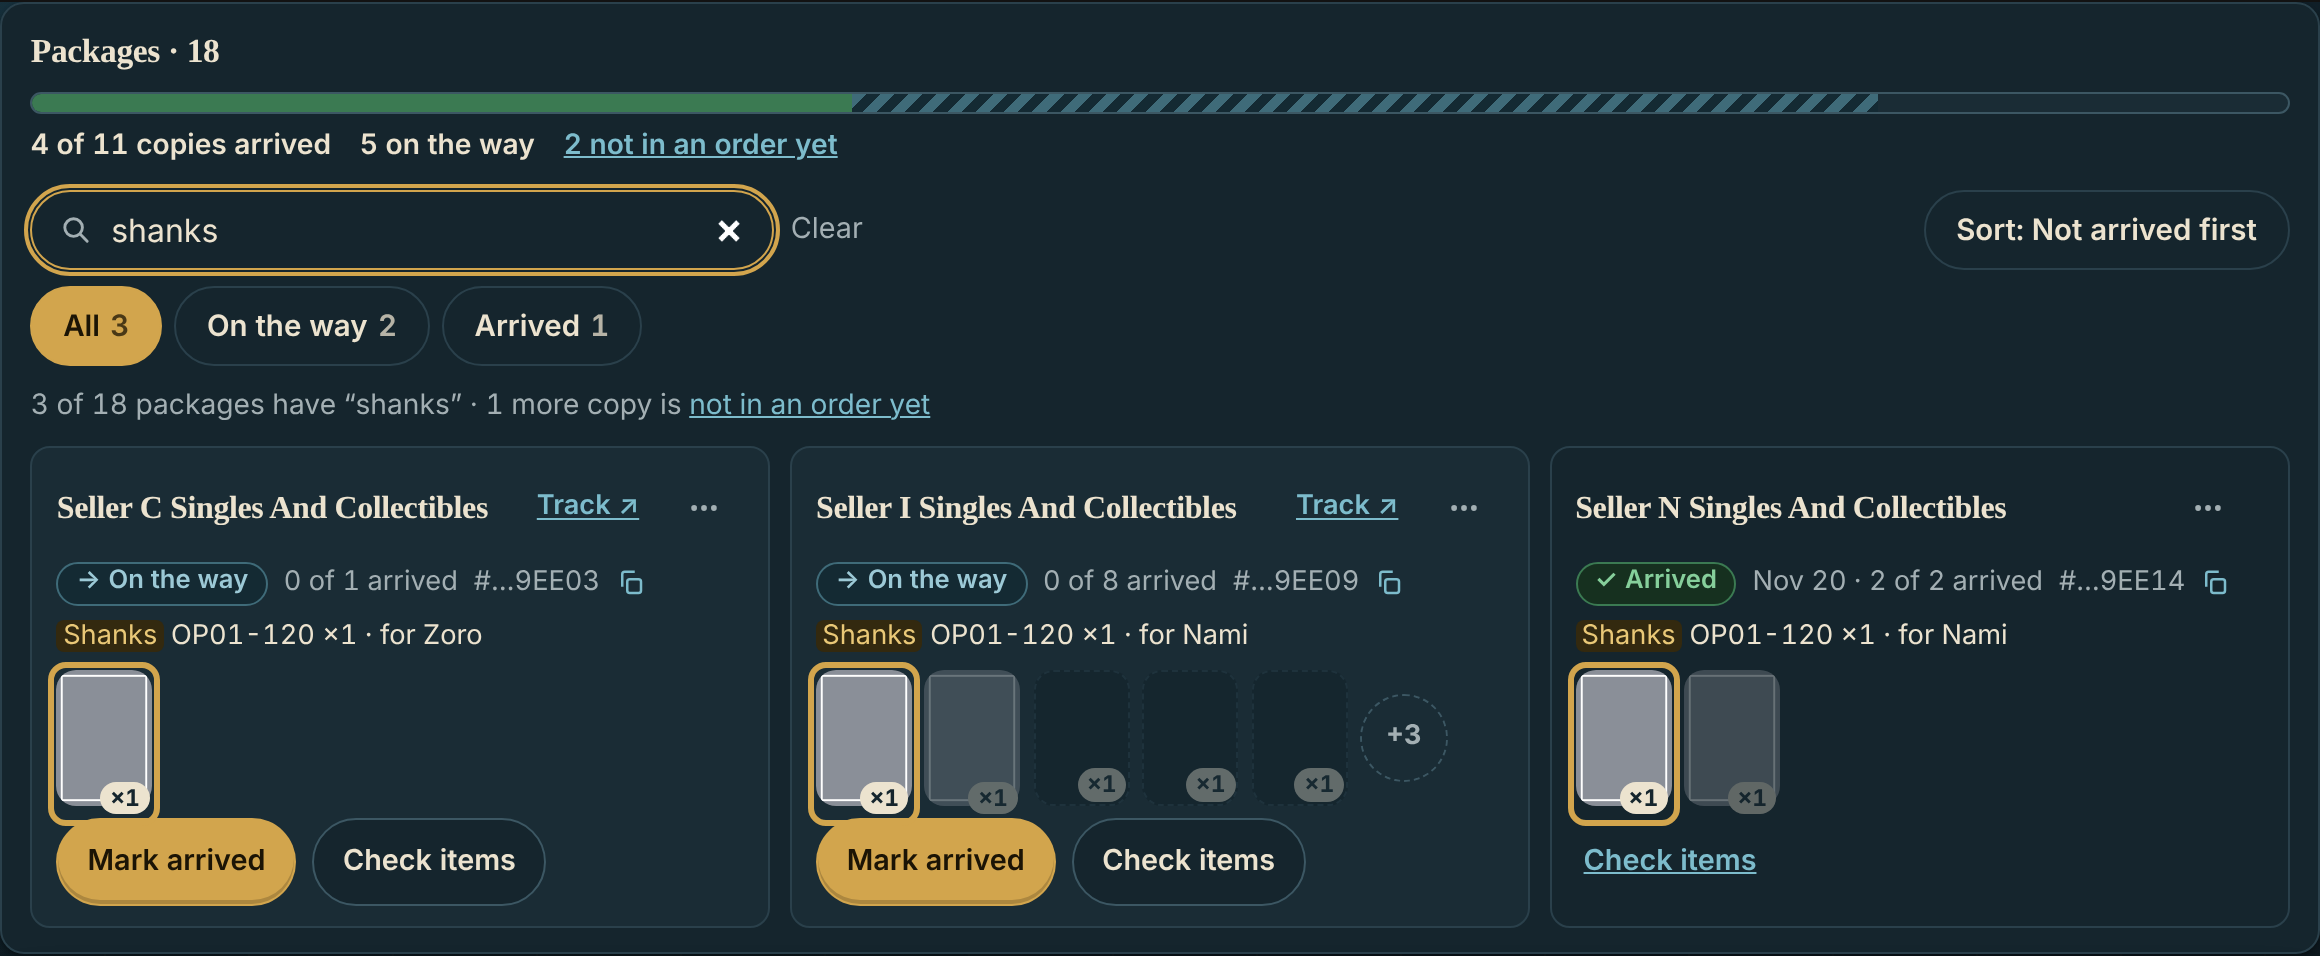 Packages · 18
4 of 11 copies arrived 5 on the way 2 not in an order yet
shanks Clear Sort: Not arrived first
All 3 On the way 2 Arrived 1
3 of 18 packages have “shanks” · 1 more copy is not in an order yet
Seller C Singles And Collectibles Track ↗ ...
→ On the way 0 of 1 arrived #...9EE03
Shanks OP01-120 ×1 · for Zoro
×1
Mark arrived Check items
Seller I Singles And Collectibles Track ↗ ...
→ On the way 0 of 8 arrived #...9EE09
Shanks OP01-120 ×1 · for Nami
×1 ×1 ×1 ×1 ×1 +3
Mark arrived Check items
Seller N Singles And Collectibles ...
✓ Arrived Nov 20 · 2 of 2 arrived #...9EE14
Shanks OP01-120 ×1 · for Nami
×1 ×1
Check items